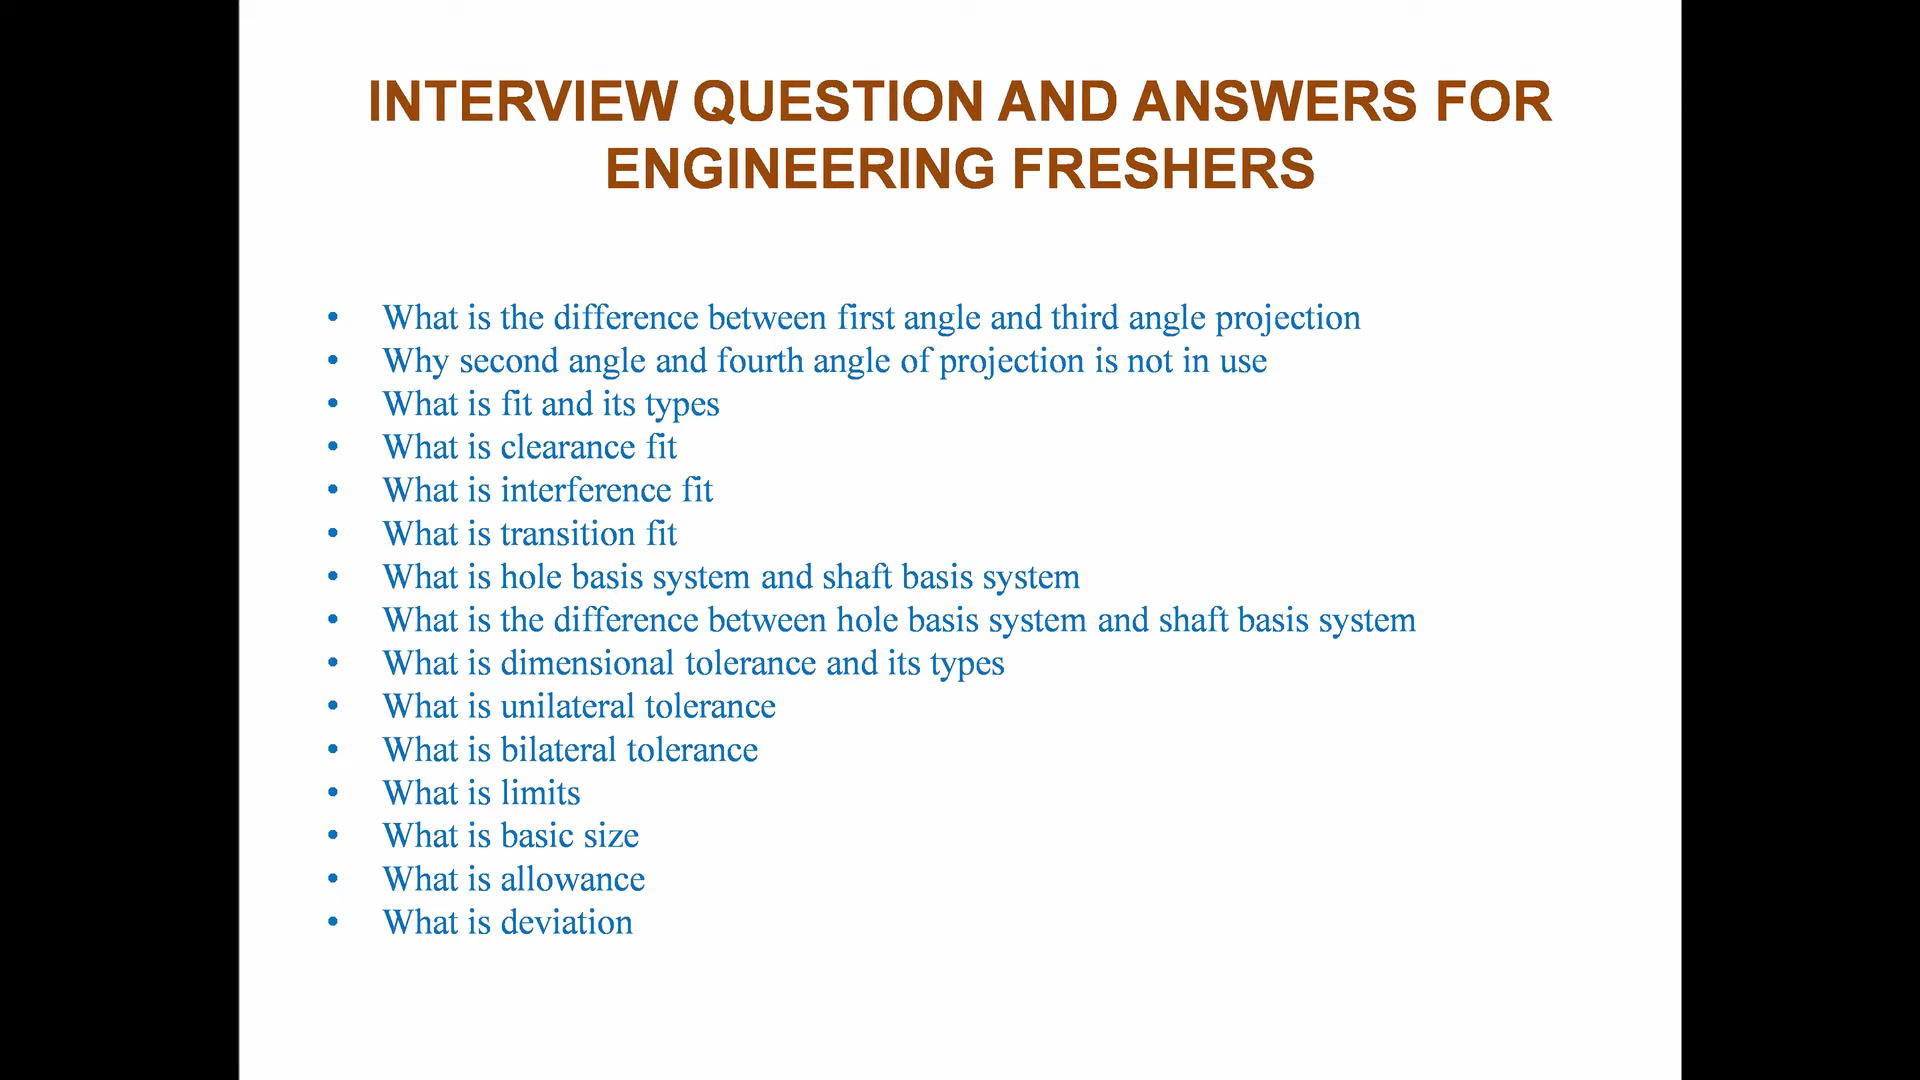 INTERVIEW QUESTION AND ANSWERS FOR
ENGINEERING FRESHERS
• What is the difference between first angle and third angle projection
• Why second angle and fourth angle of projection is not in use
• What is fit and its types
• What is clearance fit
• What is interference fit
• What is transition fit
• What is hole basis system and shaft basis system
• What is the difference between hole basis system and shaft basis system
• What is dimensional tolerance and its types
• What is unilateral tolerance
• What is bilateral tolerance
• What is limits
• What is basic size
• What is allowance
• What is deviation